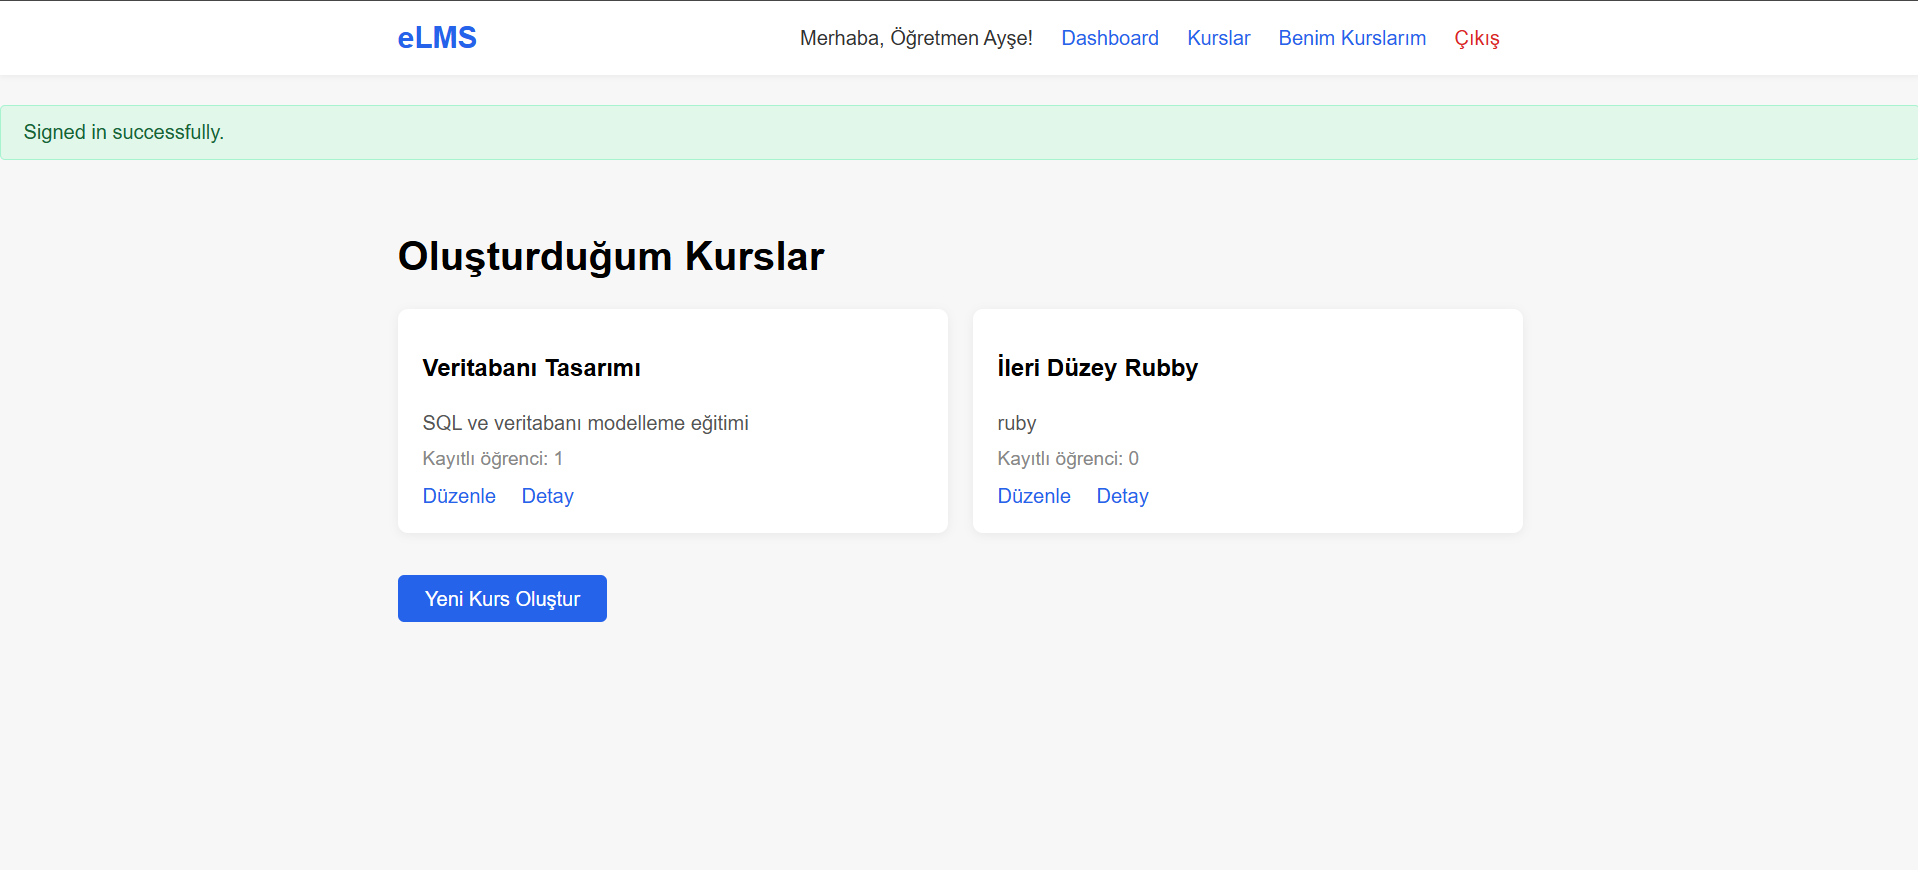 eLMS
Merhaba, Öğretmen Ayşe! Dashboard Kurslar Benim Kurslarım Çıkış
Signed in successfully.
Oluşturduğum Kurslar
Veritabanı Tasarımı
SQL ve veritabanı modelleme eğitimi
Kayıtlı öğrenci: 1
Düzenle Detay
İleri Düzey Rubby
ruby
Kayıtlı öğrenci: 0
Düzenle Detay
Yeni Kurs Oluştur